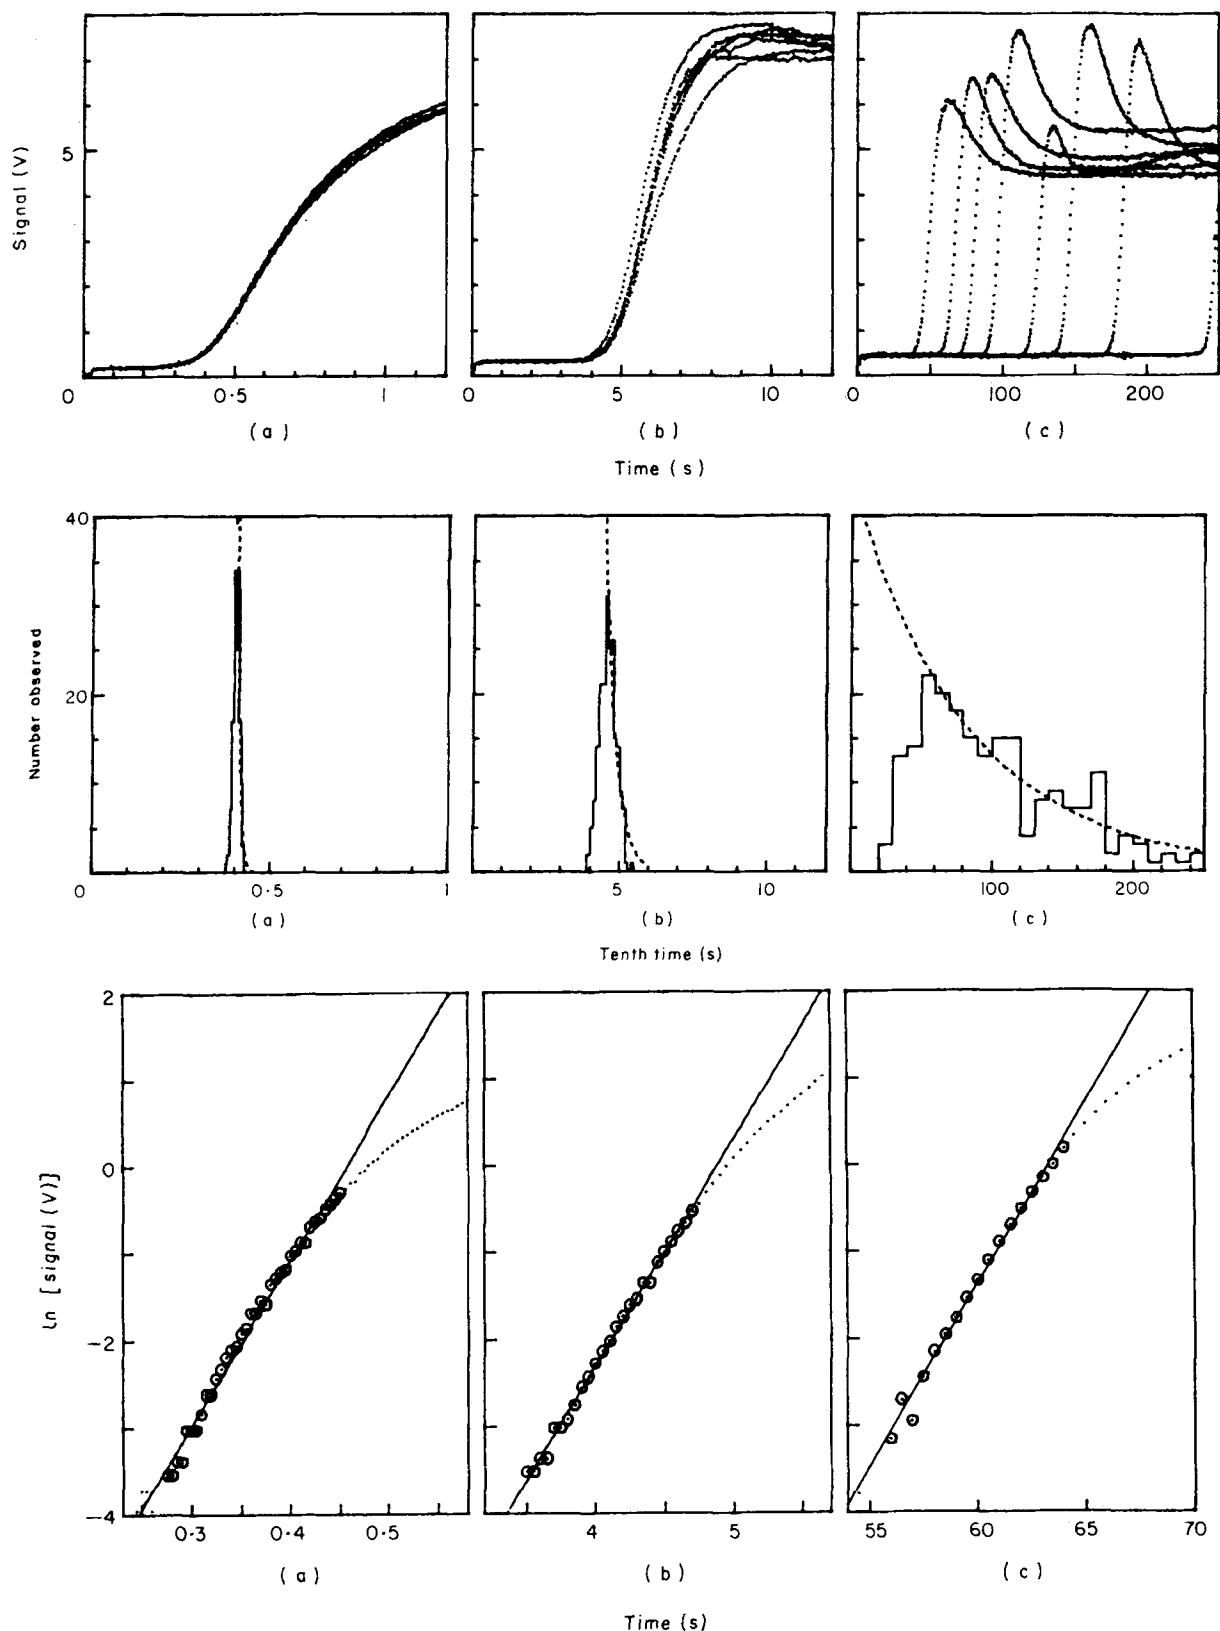 Signal (V)
5
0 0·5 1
0 5 10
0 100 200
(a) (b) (c)
Time (s)
Number observed
40
20
0 0·5 1
5 10
100 200
(a) (b) (c)
Tenth time (s)
ln [signal (V)]
2
0
−2
−4
0·3 0·4 0·5
4 5
55 60 65 70
(a) (b) (c)
Time (s)